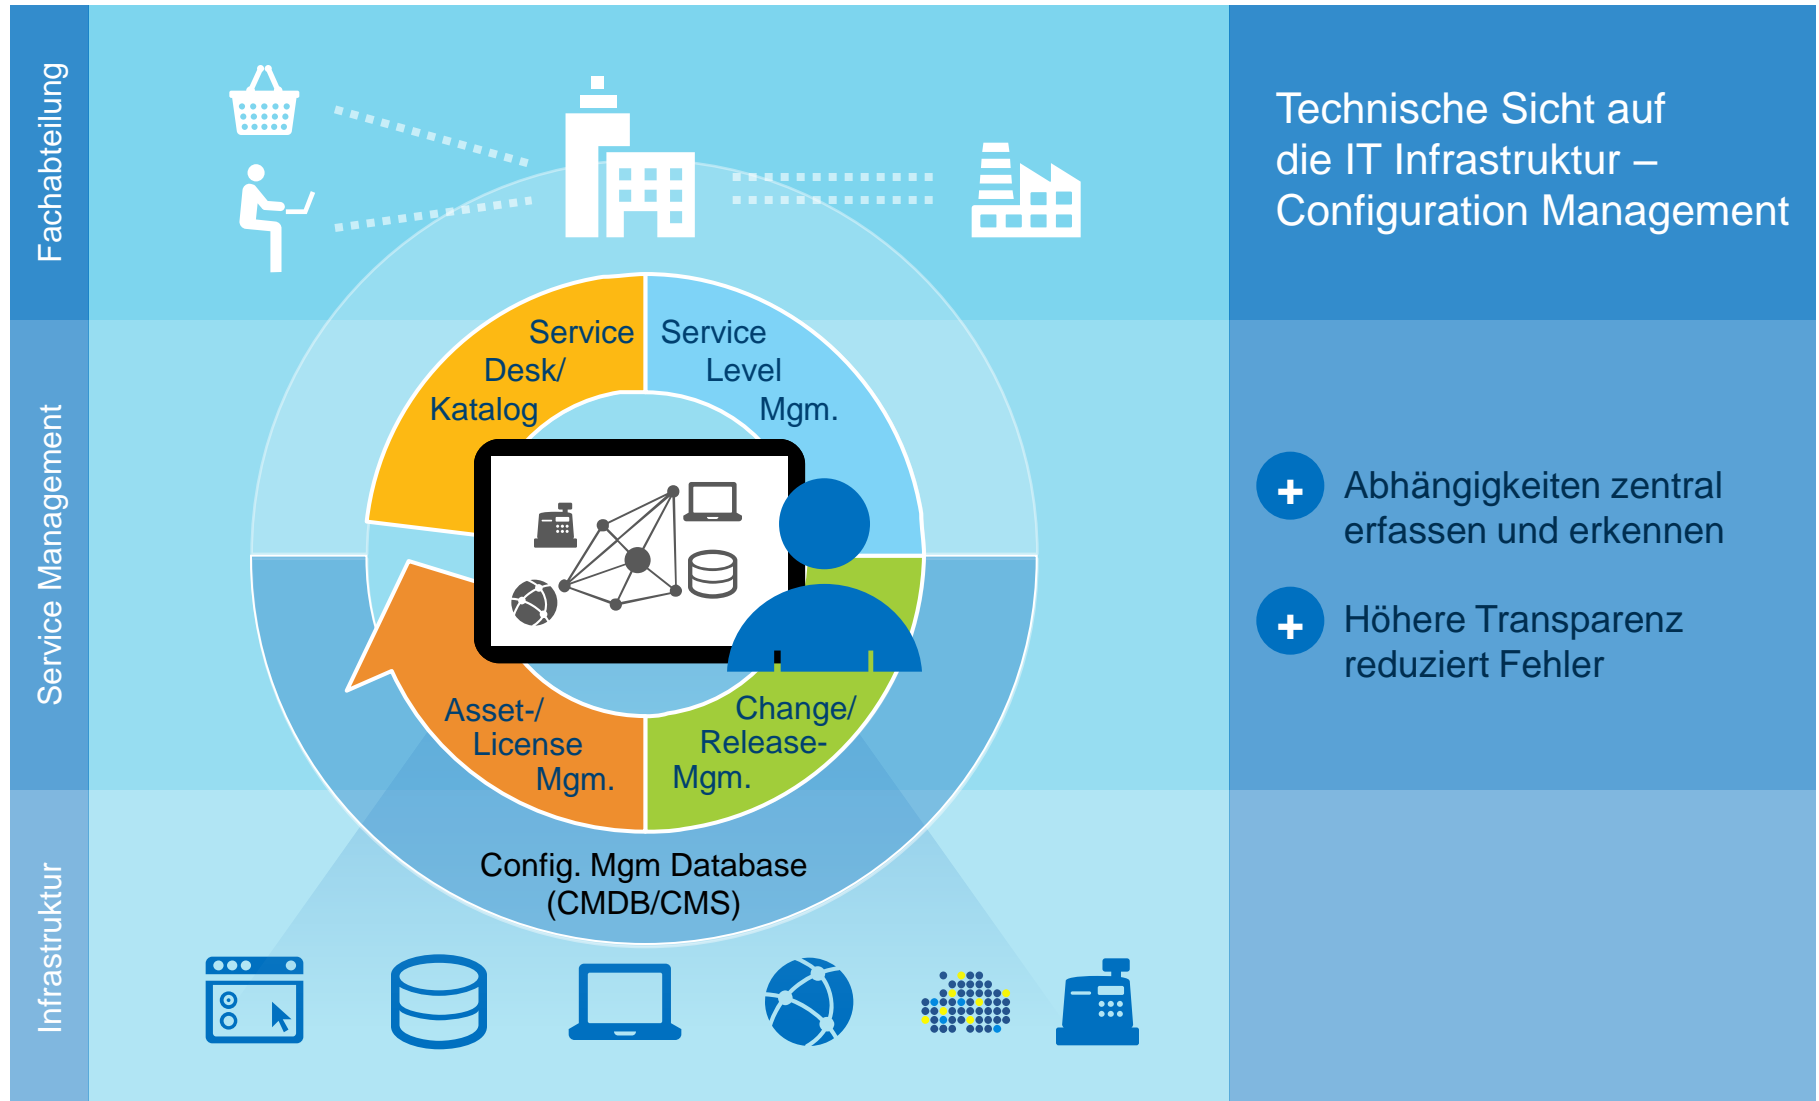 Fachabteilung
Service Management
Infrastruktur
Service
Desk/
Katalog
Service
Level
Mgm.
Asset-/
License
Mgm.
Change/
Release-
Mgm.
Config. Mgm Database
(CMDB/CMS)
Technische Sicht auf
die IT Infrastruktur –
Configuration Management
+ Abhängigkeiten zentral
erfassen und erkennen
+ Höhere Transparenz
reduziert Fehler